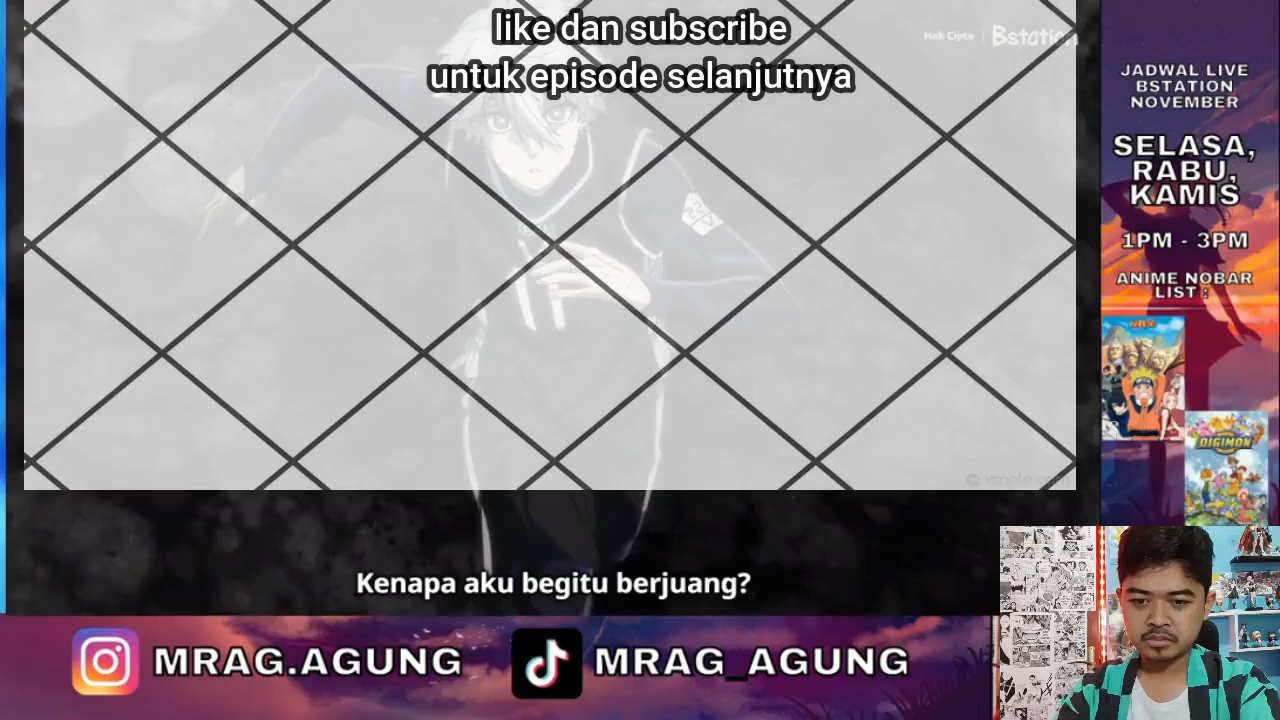 like dan subscribe
untuk episode selanjutnya
Hak Cipta | Bstation
JADWAL LIVE
BSTATION
NOVEMBER
SELASA,
RABU,
KAMIS
1PM - 3PM
ANIME NOBAR
LIST :
DIGIMON
Kenapa aku begitu berjuang?
MRAG.AGUNG
MRAG_AGUNG